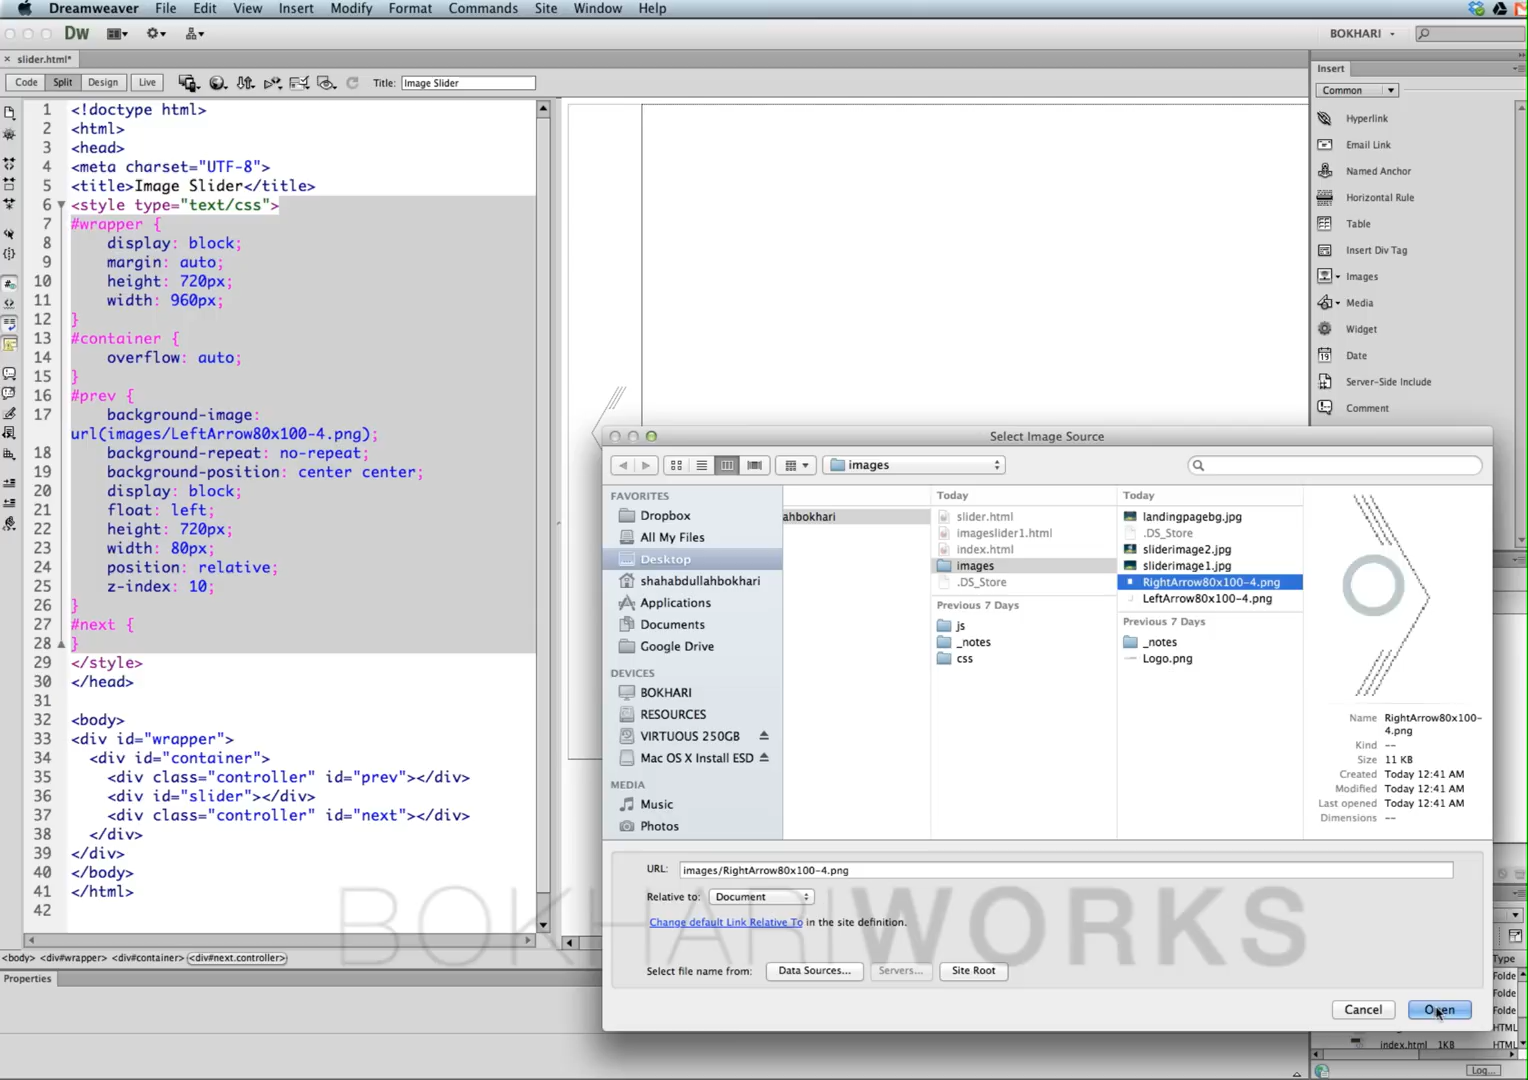 Dreamweaver File Edit View Insert Modify Format Commands Site Window Help
Dw
BOKHARI
slider.html*
Code Split Design Live
Title: Image Slider
1 <!doctype html>
2 <html>
3 <head>
4 <meta charset="UTF-8">
5 <title>Image Slider</title>
6 <style type="text/css">
7 #wrapper {
8 display: block;
9 margin: auto;
10 height: 720px;
11 width: 960px;
12 }
13 #container {
14 overflow: auto;
15 }
16 #prev {
17 background-image:
url(images/LeftArrow80x100-4.png);
18 background-repeat: no-repeat;
19 background-position: center center;
20 display: block;
21 float: left;
22 height: 720px;
23 width: 80px;
24 position: relative;
25 z-index: 10;
26 }
27 #next {
28 }
29 </style>
30 </head>
31
32 <body>
33 <div id="wrapper">
34 <div id="container">
35 <div class="controller" id="prev"></div>
36 <div id="slider"></div>
37 <div class="controller" id="next"></div>
38 </div>
39 </div>
40 </body>
41 </html>
42
<body> <div#wrapper> <div#container> <div#next.controller>
Properties
Insert
Common
Hyperlink
Email Link
Named Anchor
Horizontal Rule
Table
Insert Div Tag
Images
Media
Widget
19 Date
Server-Side Include
Comment
Select Image Source
images
FAVORITES
Dropbox
All My Files
Desktop
shahabdullahbokhari
Applications
Documents
Google Drive
DEVICES
BOKHARI
RESOURCES
VIRTUOUS 250GB
Mac OS X Install ESD
MEDIA
Music
Photos
ahbokhari
Today
slider.html
imageslider1.html
index.html
images
.DS_Store
Previous 7 Days
js
_notes
css
Today
landingpagebg.jpg
.DS_Store
sliderimage2.jpg
sliderimage1.jpg
RightArrow80x100-4.png
LeftArrow80x100-4.png
Previous 7 Days
_notes
Logo.png
Name RightArrow80x100-
4.png
Kind --
Size 11 KB
Created Today 12:41 AM
Modified Today 12:41 AM
Last opened Today 12:41 AM
Dimensions --
URL: images/RightArrow80x100-4.png
Relative to: Document
Change default Link Relative To in the site definition.
Select file name from: Data Sources... Servers... Site Root
Cancel Open
BOKHARIWORKS
Type
Folde
Folde
Folde
HTML
index.html 1KB HTML
Log...